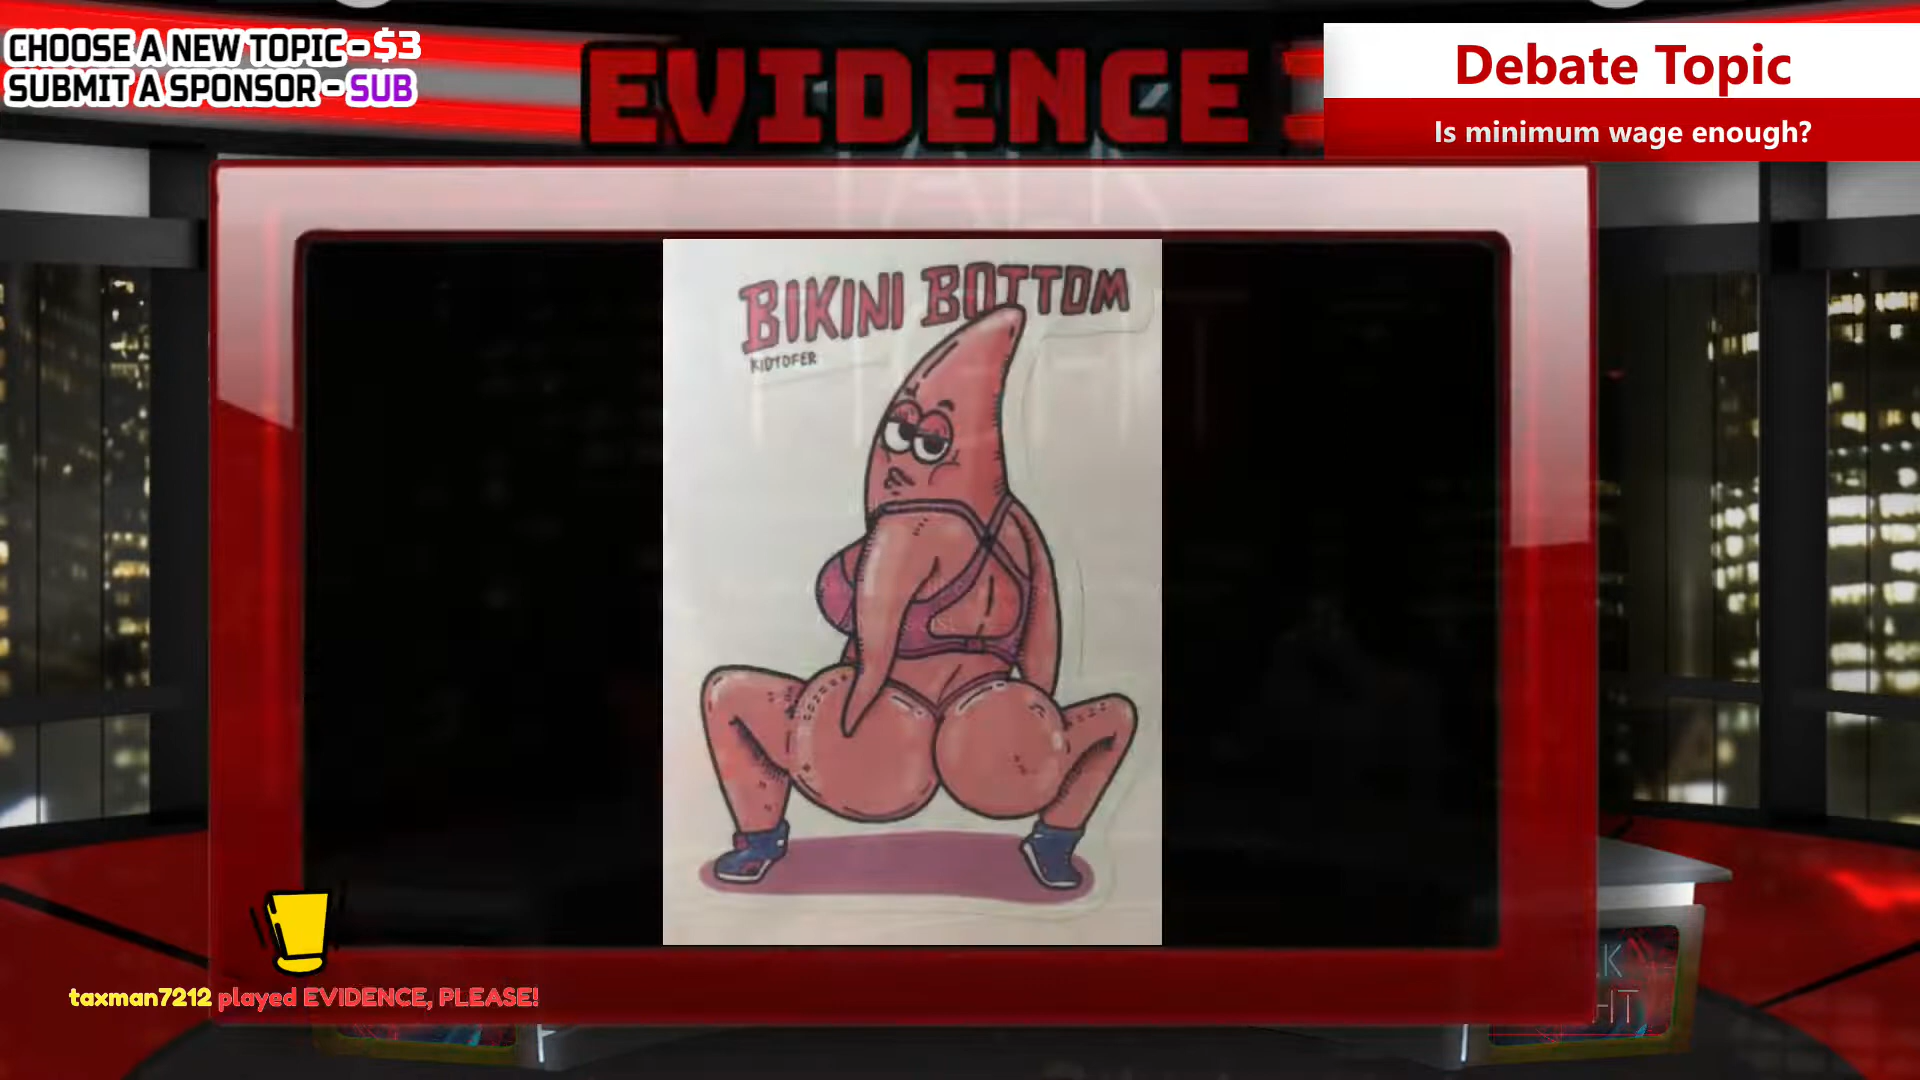 CHOOSE A NEW TOPIC - $3
SUBMIT A SPONSOR - SUB
EVIDENCE
Debate Topic
Is minimum wage enough?
BIKINI BOTTOM
KIDTOFER
taxman7212 played EVIDENCE, PLEASE!